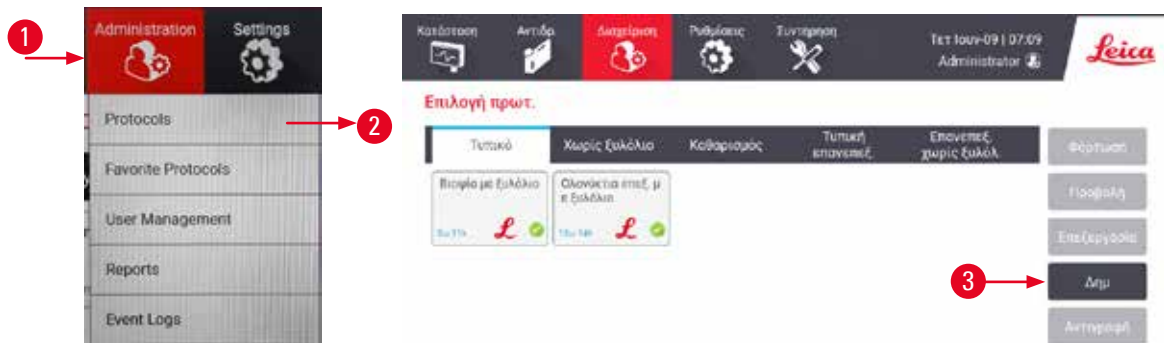 1
Administration
Settings
Protocols
2
Favorite Protocols
User Management
Reports
Event Logs
Κατάσταση
Αντιδρ
Διαχείριση
Ρυθμίσεις
Συντήρηση
Τετ Ιουν-09 | 07:09
Administrator
Leica
Επιλογή πρωτ.
Τυπικό
Χωρίς ξυλόλιο
Καθαρισμός
Τυπική
επανεπεξ.
Επανεπεξ.
χωρίς ξυλόλ.
Φόρτωση
Βιοψία με ξυλόλιο
Ολονύκτια επεξ. μ
ε ξυλόλιο
Προβολή
Επεξεργασία
3
Δημ
Αντιγραφή